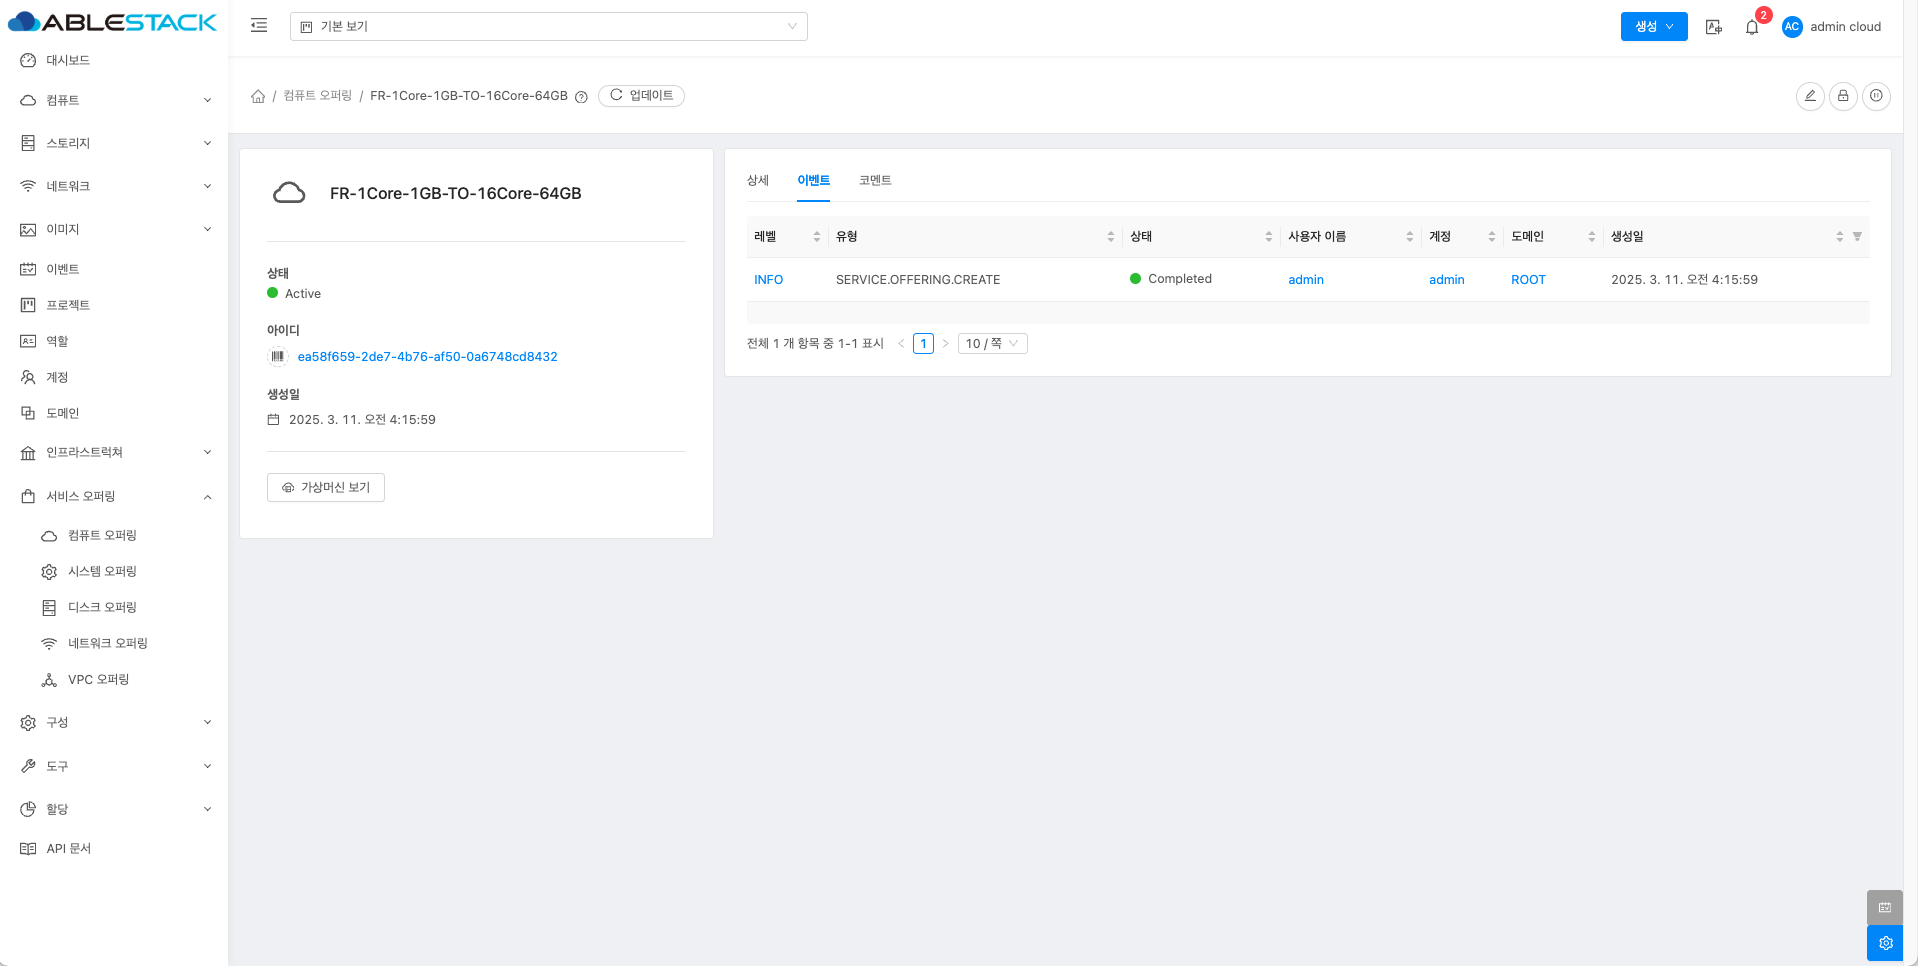 ABLESTACK
기본 보기
생성
2
AC
admin cloud
대시보드
컴퓨트
스토리지
네트워크
이미지
이벤트
프로젝트
역할
계정
도메인
인프라스트럭쳐
서비스 오퍼링
컴퓨트 오퍼링
시스템 오퍼링
디스크 오퍼링
네트워크 오퍼링
VPC 오퍼링
구성
도구
할당
API 문서
/ 컴퓨트 오퍼링 / FR-1Core-1GB-TO-16Core-64GB
업데이트
FR-1Core-1GB-TO-16Core-64GB
상태
Active
아이디
ea58f659-2de7-4b76-af50-0a6748cd8432
생성일
2025. 3. 11. 오전 4:15:59
가상머신 보기
상세 이벤트 코멘트
레벨 유형 상태 사용자 이름 계정 도메인 생성일
INFO SERVICE.OFFERING.CREATE Completed admin admin ROOT 2025. 3. 11. 오전 4:15:59
전체 1 개 항목 중 1-1 표시 < 1 > 10 / 쪽